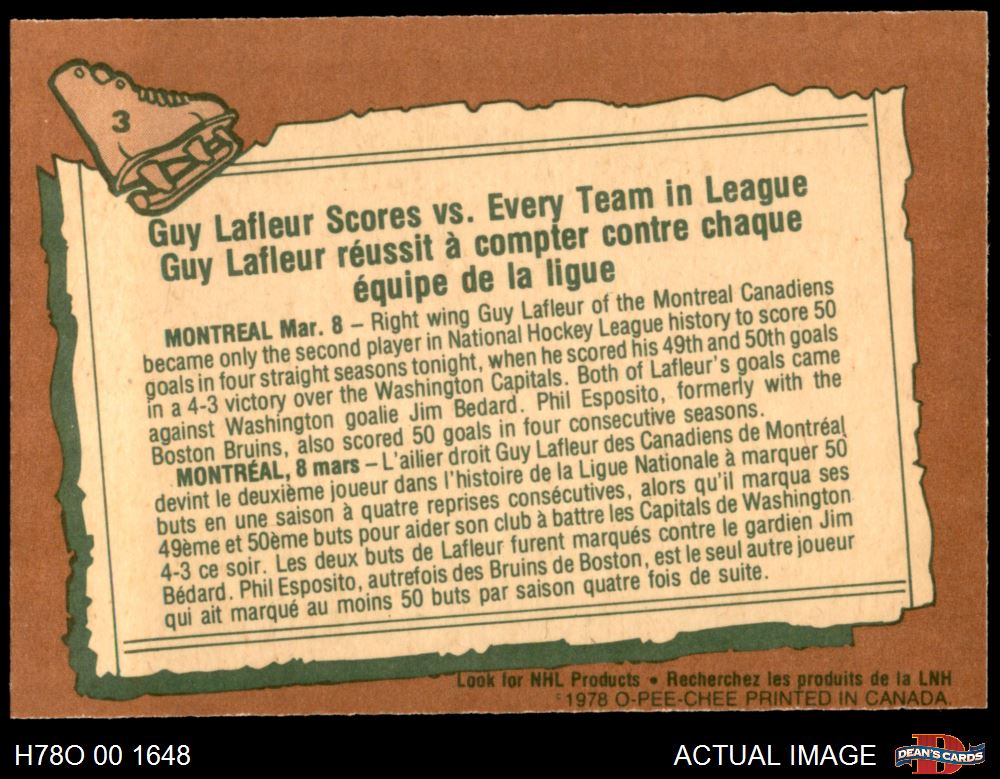 3
Guy Lafleur Scores vs. Every Team in League
Guy Lafleur réussit à compter contre chaque
équipe de la ligue
MONTREAL Mar. 8 – Right wing Guy Lafleur of the Montreal Canadiens
became only the second player in National Hockey League history to score 50
goals in four straight seasons tonight, when he scored his 49th and 50th goals
in a 4-3 victory over the Washington Capitals. Both of Lafleur's goals came
against Washington goalie Jim Bedard. Phil Esposito, formerly with the
Boston Bruins, also scored 50 goals in four consecutive seasons.
MONTRÉAL, 8 mars – L'ailier droit Guy Lafleur des Canadiens de Montréal
devint le deuxième joueur dans l'histoire de la Ligue Nationale à marquer 50
buts en une saison à quatre reprises consécutives, alors qu'il marqua ses
49ème et 50ème buts pour aider son club à battre les Capitals de Washington
4-3 ce soir. Les deux buts de Lafleur furent marqués contre le gardien Jim
Bédard. Phil Esposito, autrefois des Bruins de Boston, est le seul autre joueur
qui ait marqué au moins 50 buts par saison quatre fois de suite.
Look for NHL Products • Recherchez les produits de la LNH
©1978 O-PEE-CHEE PRINTED IN CANADA.
H78O 00 1648
ACTUAL IMAGE
DEAN'S CARDS